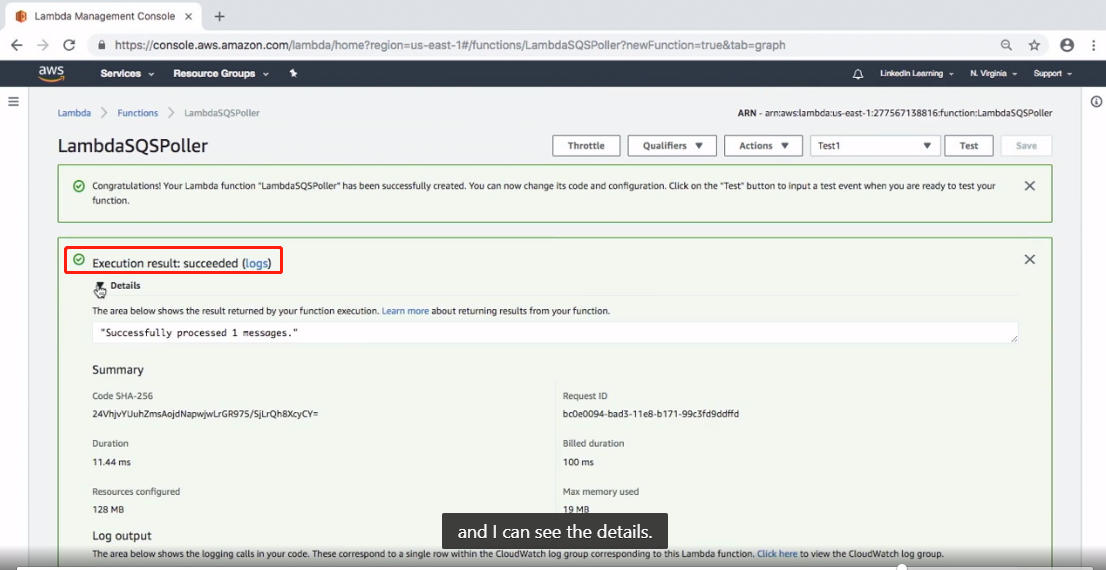 Lambda Management Console
https://console.aws.amazon.com/lambda/home?region=us-east-1#/functions/LambdaSQSPoller?newFunction=true&tab=graph
aws Services Resource Groups LinkedIn Learning N. Virginia Support
Lambda Functions LambdaSQSPoller ARN - arn:aws:lambda:us-east-1:277567138816:function:LambdaSQSPoller
LambdaSQSPoller Throttle Qualifiers Actions Test1 Test Save
Congratulations! Your Lambda function "LambdaSQSPoller" has been successfully created. You can now change its code and configuration. Click on the "Test" button to input a test event when you are ready to test your
function.
Execution result: succeeded (logs)
Details
The area below shows the result returned by your function execution. Learn more about returning results from your function.
"Successfully processed 1 messages."
Summary
Code SHA-256 Request ID
24VhjvYUuhZmsAojdNapwjwLrGR975/SjLrQh8XcyCY= bc0e0094-bad3-11e8-b171-99c3fd9ddffd
Duration Billed duration
11.44 ms 100 ms
Resources configured Max memory used
128 MB 19 MB
and I can see the details.
Log output
The area below shows the logging calls in your code. These correspond to a single row within the CloudWatch log group corresponding to this Lambda function. Click here to view the CloudWatch log group.